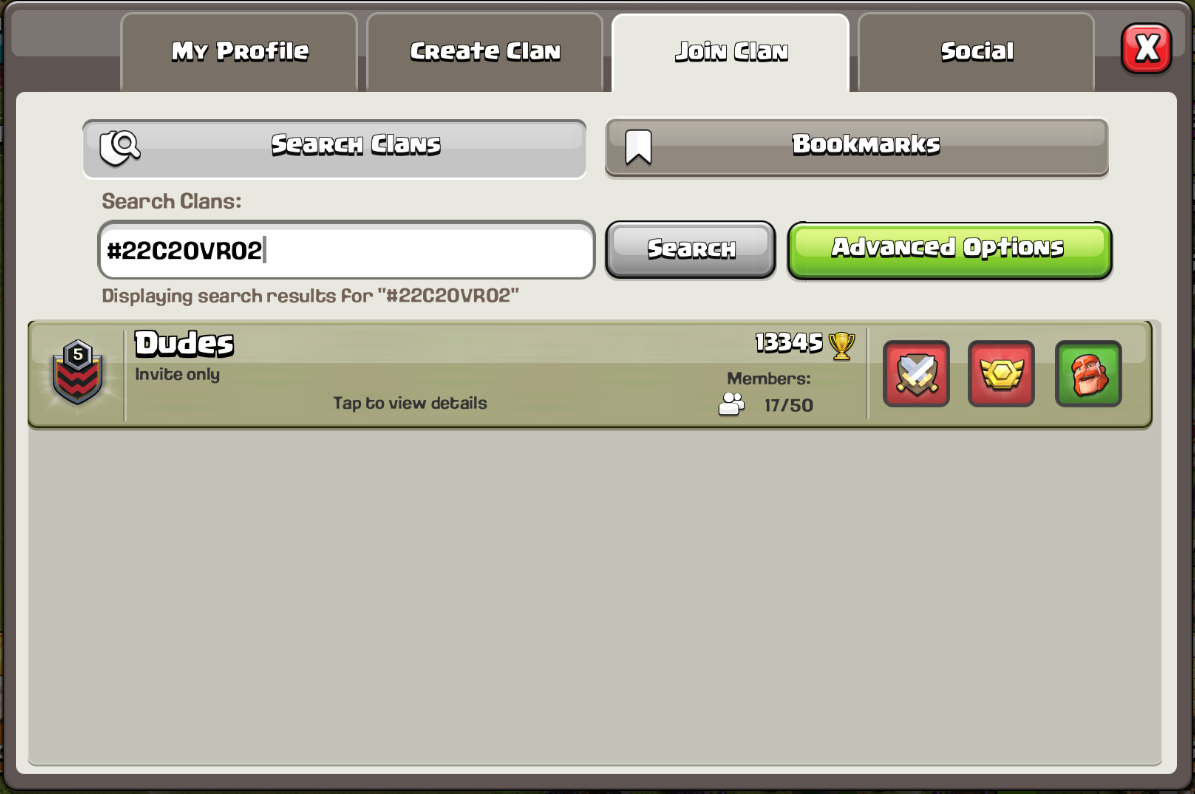 My Profile
Create Clan
Join Clan
Social
X
Search Clans
Bookmarks
Search Clans:
#22C20VR02
Search
Advanced Options
Displaying search results for "#22C20VR02"
5
Dudes
13345
Invite only
Members:
Tap to view details
17/50